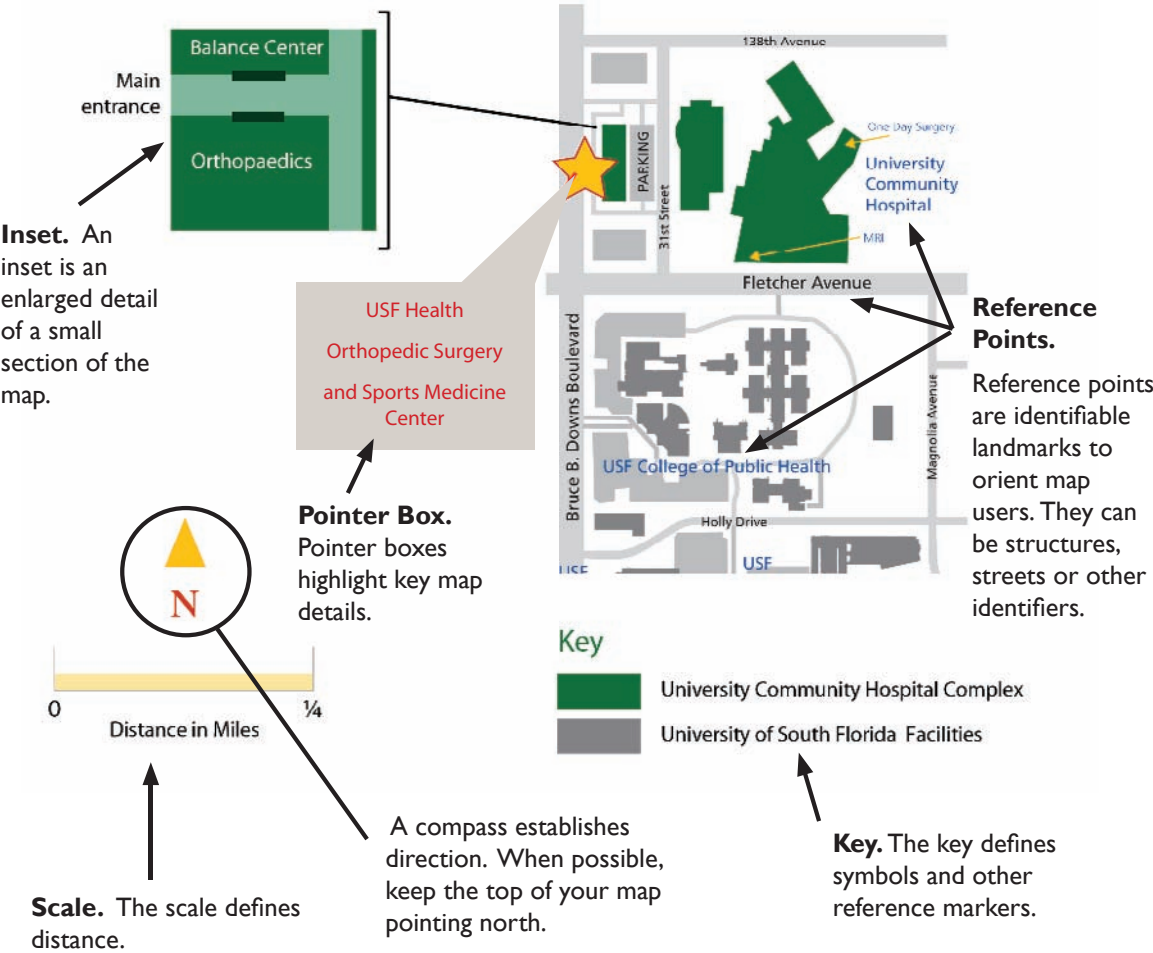 Balance Center
Main
entrance
Orthopaedics
Inset. An
inset is an
enlarged detail
of a small
section of the
map.
138th Avenue
PARKING
31st Street
One Day Surgery
University
Community
Hospital
MRI
Fletcher Avenue
USF Health
Orthopedic Surgery
and Sports Medicine
Center
Bruce B. Downs Boulevard
Magnolia Avenue
USF College of Public Health
Holly Drive
USF
USF
Reference
Points.
Reference points
are identifiable
landmarks to
orient map
users. They can
be structures,
streets or other
identifiers.
Pointer Box.
Pointer boxes
highlight key map
details.
N
0
¼
Distance in Miles
Key
University Community Hospital Complex
University of South Florida Facilities
Scale. The scale defines
distance.
A compass establishes
direction. When possible,
keep the top of your map
pointing north.
Key. The key defines
symbols and other
reference markers.